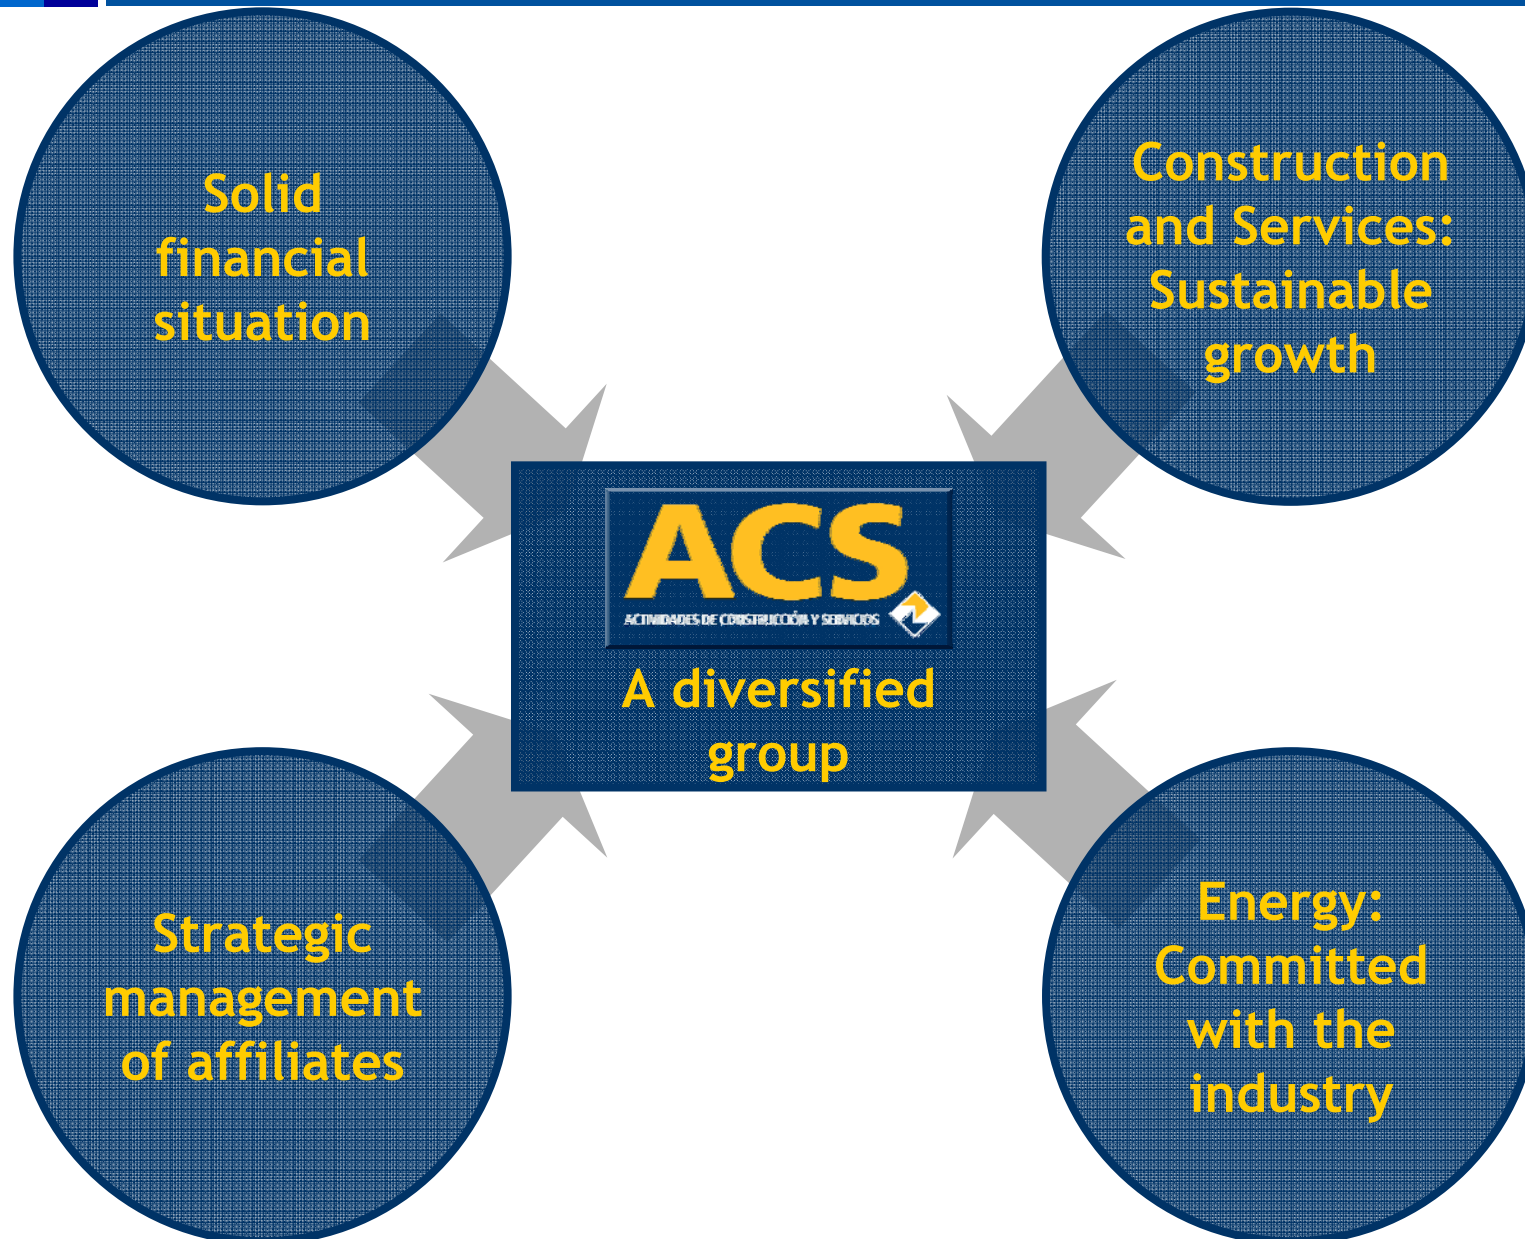 Solid
financial
situation
Construction
and Services:
Sustainable
growth
ACS
ACTIVIDADES DE CONSTRUCCIÓN Y SERVICIOS
A diversified
group
Strategic
management
of affiliates
Energy:
Committed
with the
industry